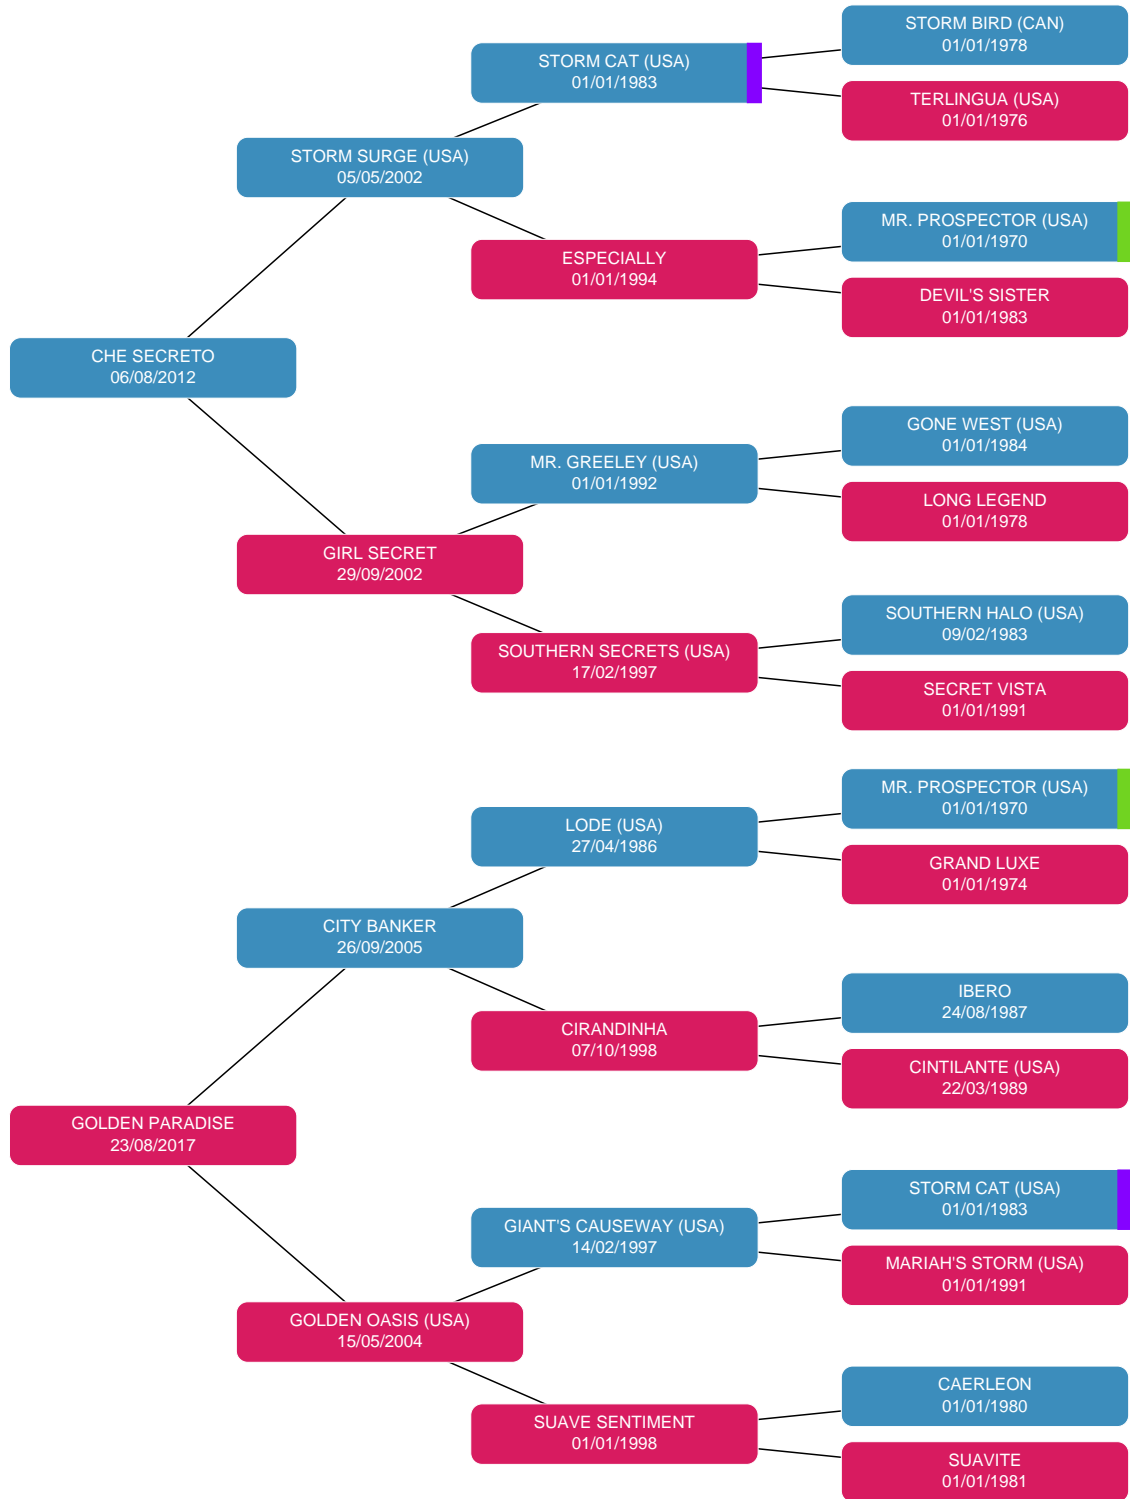 STORM BIRD (CAN)
01/01/1978
STORM CAT (USA)
01/01/1983
TERLINGUA (USA)
01/01/1976
STORM SURGE (USA)
05/05/2002
MR. PROSPECTOR (USA)
01/01/1970
ESPECIALLY
01/01/1994
DEVIL'S SISTER
01/01/1983
CHE SECRETO
06/08/2012
GONE WEST (USA)
01/01/1984
MR. GREELEY (USA)
01/01/1992
LONG LEGEND
01/01/1978
GIRL SECRET
29/09/2002
SOUTHERN HALO (USA)
09/02/1983
SOUTHERN SECRETS (USA)
17/02/1997
SECRET VISTA
01/01/1991
MR. PROSPECTOR (USA)
01/01/1970
LODE (USA)
27/04/1986
GRAND LUXE
01/01/1974
CITY BANKER
26/09/2005
IBERO
24/08/1987
CIRANDINHA
07/10/1998
CINTILANTE (USA)
22/03/1989
GOLDEN PARADISE
23/08/2017
STORM CAT (USA)
01/01/1983
GIANT'S CAUSEWAY (USA)
14/02/1997
MARIAH'S STORM (USA)
01/01/1991
GOLDEN OASIS (USA)
15/05/2004
CAERLEON
01/01/1980
SUAVE SENTIMENT
01/01/1998
SUAVITE
01/01/1981